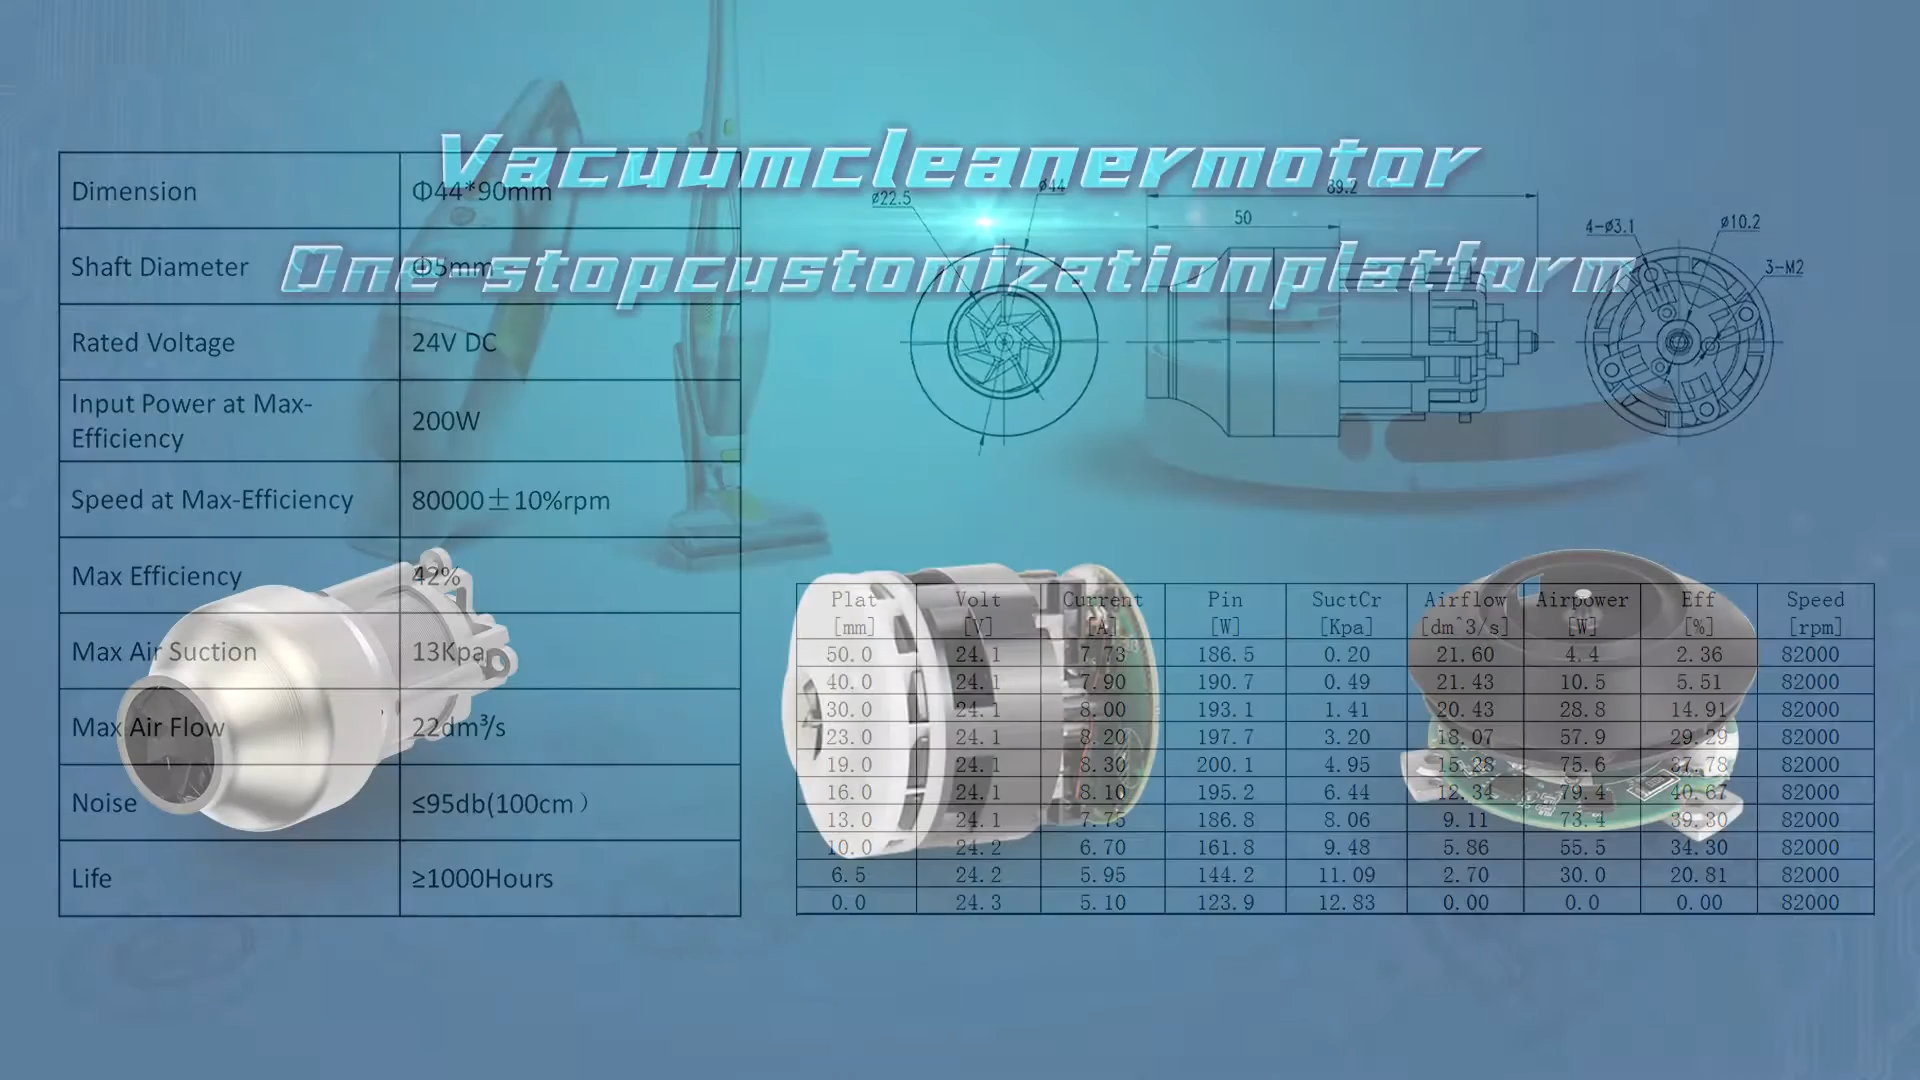 Vacuumcleanermotor
One-stopcustomizationplatform
Dimension Φ44*90mm
Shaft Diameter Φ5mm
Rated Voltage 24V DC
Input Power at Max-
Efficiency 200W
Speed at Max-Efficiency 80000±10%rpm
Max Efficiency 42%
Max Air Suction 13Kpa
Max Air Flow 22dm³/s
Noise ≤95db(100cm）
Life ≥1000Hours
ø22.5 ø44 89.2
50
4-ø3.1 ø10.2
3-M2
Plat Volt Current Pin SuctCr Airflow Airpower Eff Speed
[mm] [V] [A] [W] [Kpa] [dm^3/s] [W] [%] [rpm]
50.0 24.1 7.73 186.5 0.20 21.60 4.4 2.36 82000
40.0 24.1 7.90 190.7 0.49 21.43 10.5 5.51 82000
30.0 24.1 8.00 193.1 1.41 20.43 28.8 14.91 82000
23.0 24.1 8.20 197.7 3.20 18.07 57.9 29.29 82000
19.0 24.1 8.30 200.1 4.95 15.28 75.6 37.78 82000
16.0 24.1 8.10 195.2 6.44 12.34 79.4 40.67 82000
13.0 24.1 7.75 186.8 8.06 9.11 73.4 39.30 82000
10.0 24.2 6.70 161.8 9.48 5.86 55.5 34.30 82000
6.5 24.2 5.95 144.2 11.09 2.70 30.0 20.81 82000
0.0 24.3 5.10 123.9 12.83 0.00 0.0 0.00 82000